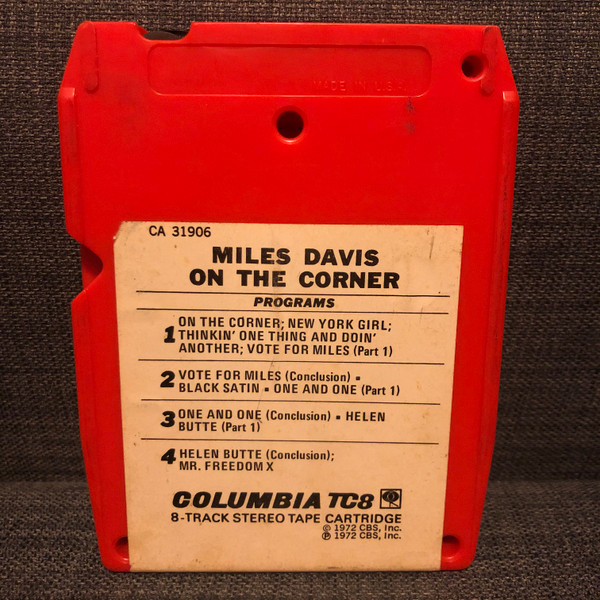 MADE IN U.S.A.
CA 31906
MILES DAVIS
ON THE CORNER
PROGRAMS
1 ON THE CORNER; NEW YORK GIRL;
THINKIN' ONE THING AND DOIN'
ANOTHER; VOTE FOR MILES (Part 1)
2 VOTE FOR MILES (Conclusion) ▪
BLACK SATIN ▪ ONE AND ONE (Part 1)
3 ONE AND ONE (Conclusion) ▪ HELEN
BUTTE (Part 1)
4 HELEN BUTTE (Conclusion);
MR. FREEDOM X
COLUMBIA TC8
8-TRACK STEREO TAPE CARTRIDGE
© 1972 CBS, Inc.
℗ 1972 CBS, Inc.